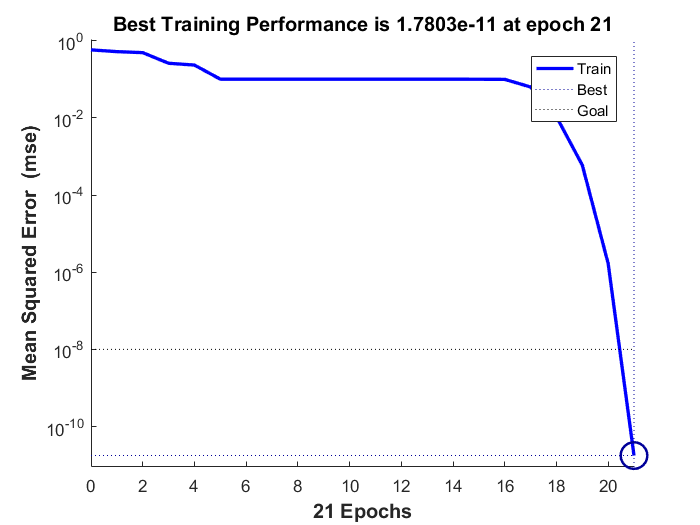 Best Training Performance is 1.7803e-11 at epoch 21
Mean Squared Error (mse)
10^0
10^-2
10^-4
10^-6
10^-8
10^-10
Train
Best
Goal
0 2 4 6 8 10 12 14 16 18 20
21 Epochs